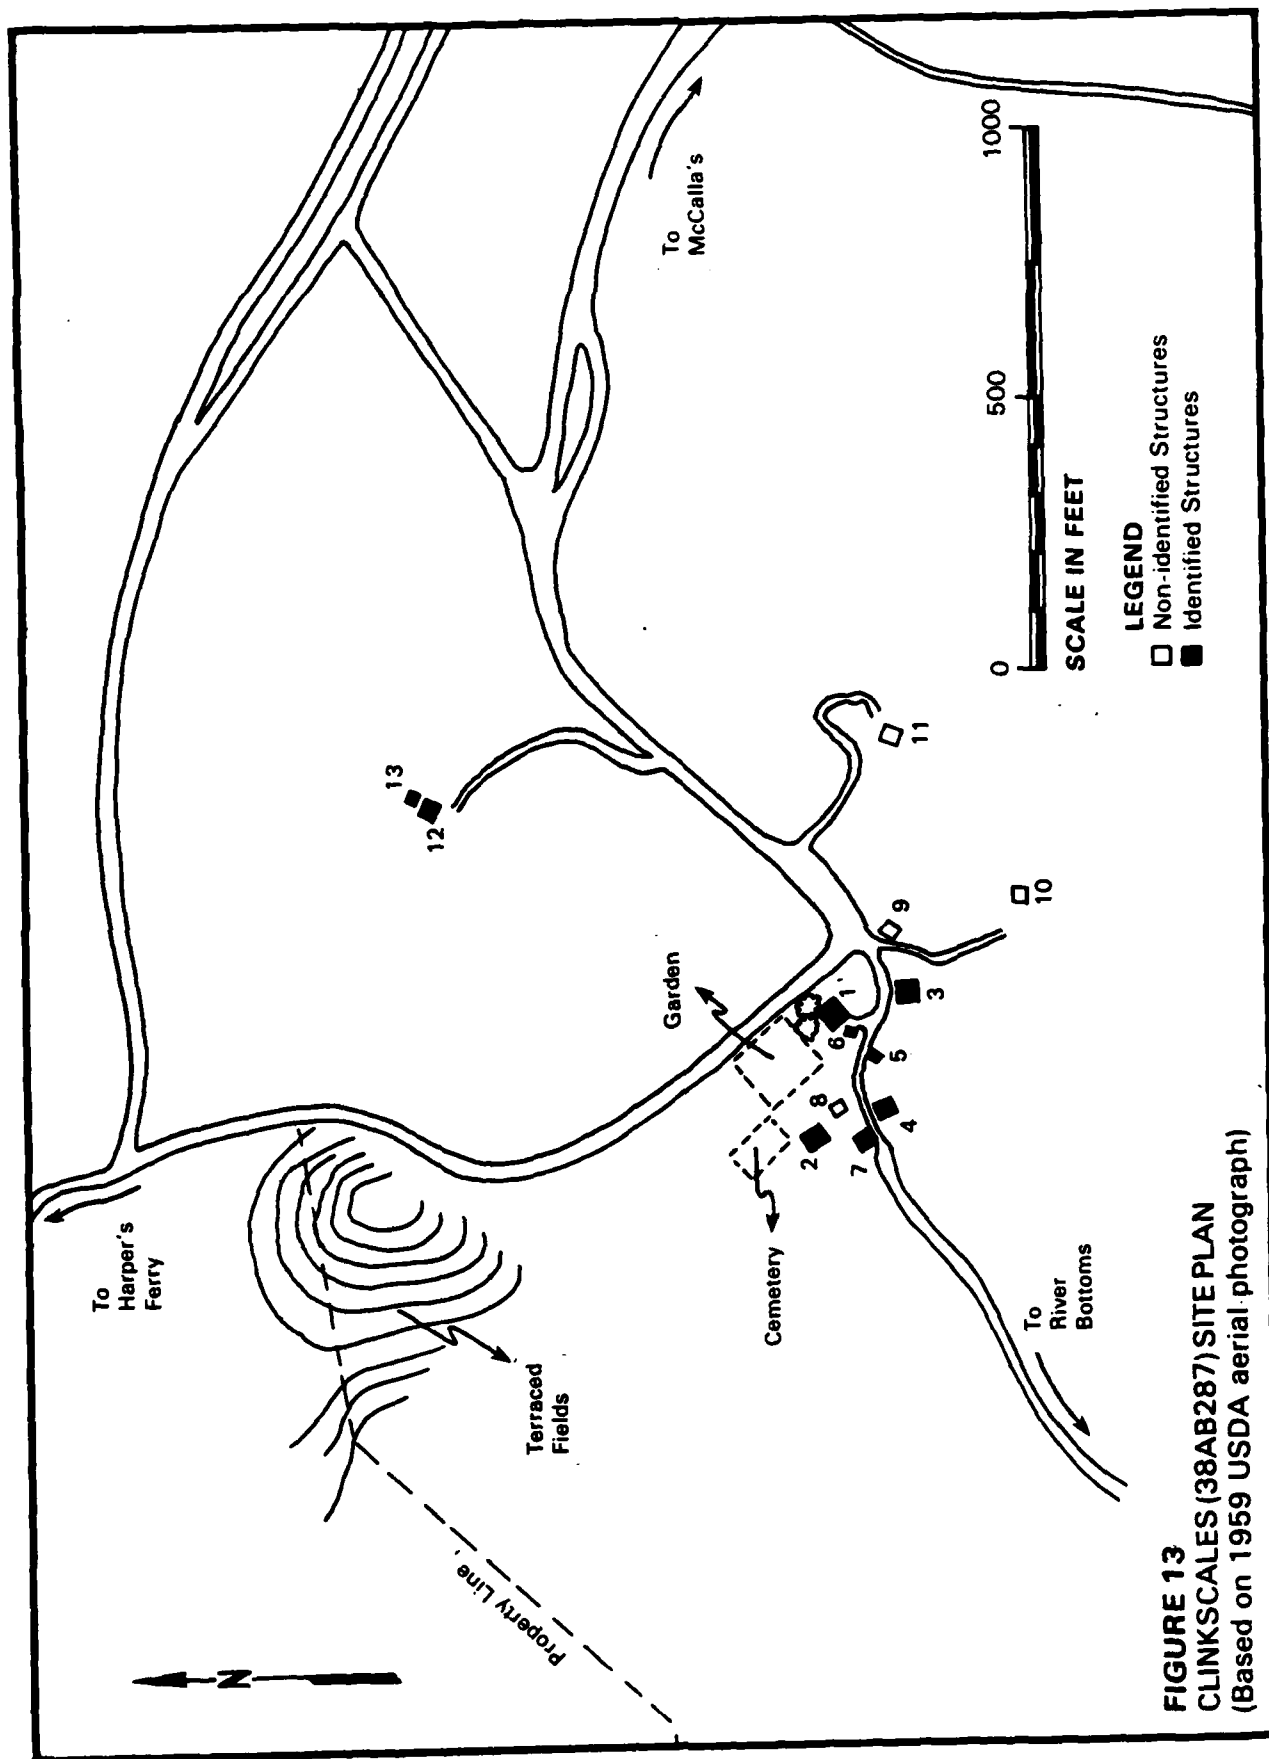 N
To
Harper's
Ferry
Terraced
Fields
Property Line
13
12
To
McCalla's
Garden
Cemetery
1
2
3
4
5
6
7
8
9
10
11
To
River
Bottoms
0 500 1000
SCALE IN FEET
LEGEND
Non-identified Structures
Identified Structures
FIGURE 13
CLINKSCALES (38AB287) SITE PLAN
(Based on 1959 USDA aerial photograph)